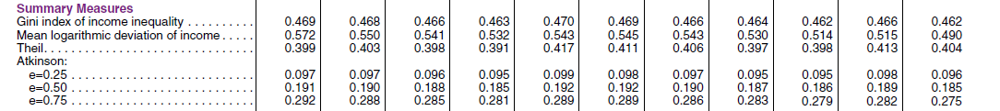 Summary Measures
Gini index of income inequality . . . . . . . . . . 0.469 0.468 0.466 0.463 0.470 0.469 0.466 0.464 0.462 0.466 0.462
Mean logarithmic deviation of income . . . . . 0.572 0.550 0.541 0.532 0.543 0.545 0.543 0.530 0.514 0.515 0.490
Theil. . . . . . . . . . . . . . . . . . . . . . . . . . . . . 0.399 0.403 0.398 0.391 0.417 0.411 0.406 0.397 0.398 0.413 0.404
Atkinson:
e=0.25 . . . . . . . . . . . . . . . . . . . . . . . . . 0.097 0.097 0.096 0.095 0.099 0.098 0.097 0.095 0.095 0.098 0.096
e=0.50 . . . . . . . . . . . . . . . . . . . . . . . . . 0.191 0.190 0.188 0.185 0.192 0.192 0.190 0.187 0.186 0.189 0.185
e=0.75 . . . . . . . . . . . . . . . . . . . . . . . . . 0.292 0.288 0.285 0.281 0.289 0.289 0.286 0.283 0.279 0.282 0.275